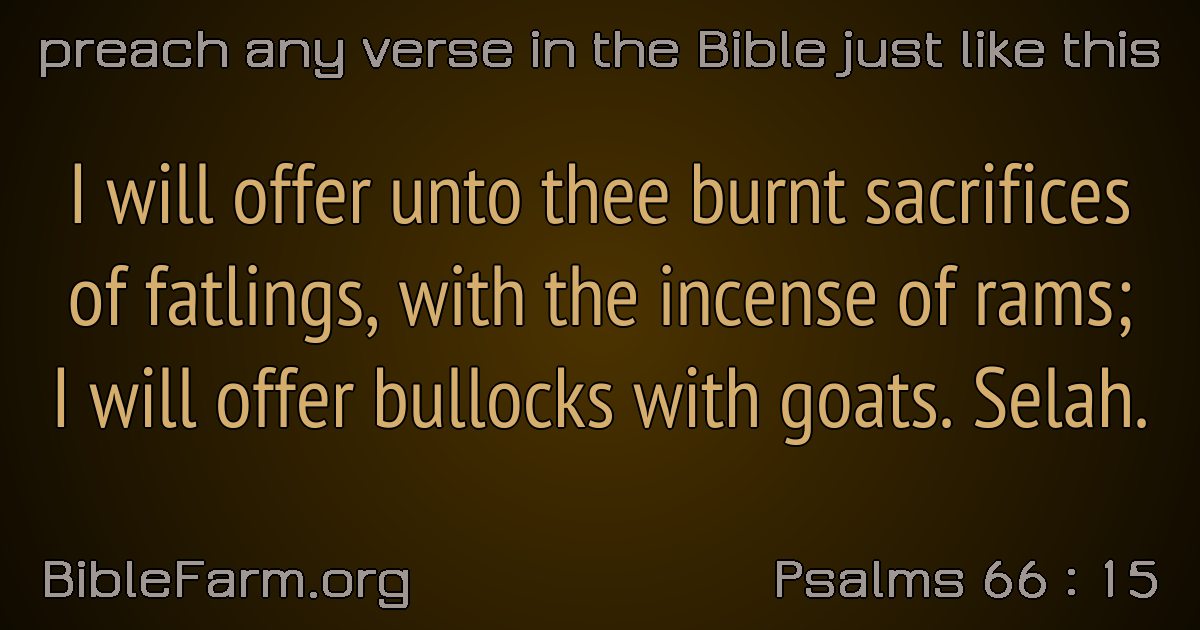 preach any verse in the Bible just like this
I will offer unto thee burnt sacrifices
of fatlings, with the incense of rams;
I will offer bullocks with goats. Selah.
BibleFarm.org
Psalms 66 : 15